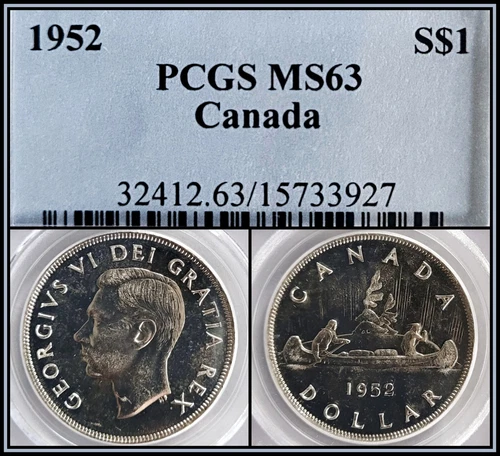 1952 S$1
PCGS MS63
Canada
32412.63/15733927
GEORGIVS VI DEI GRATIA REX
CANADA
1952
DOLLAR